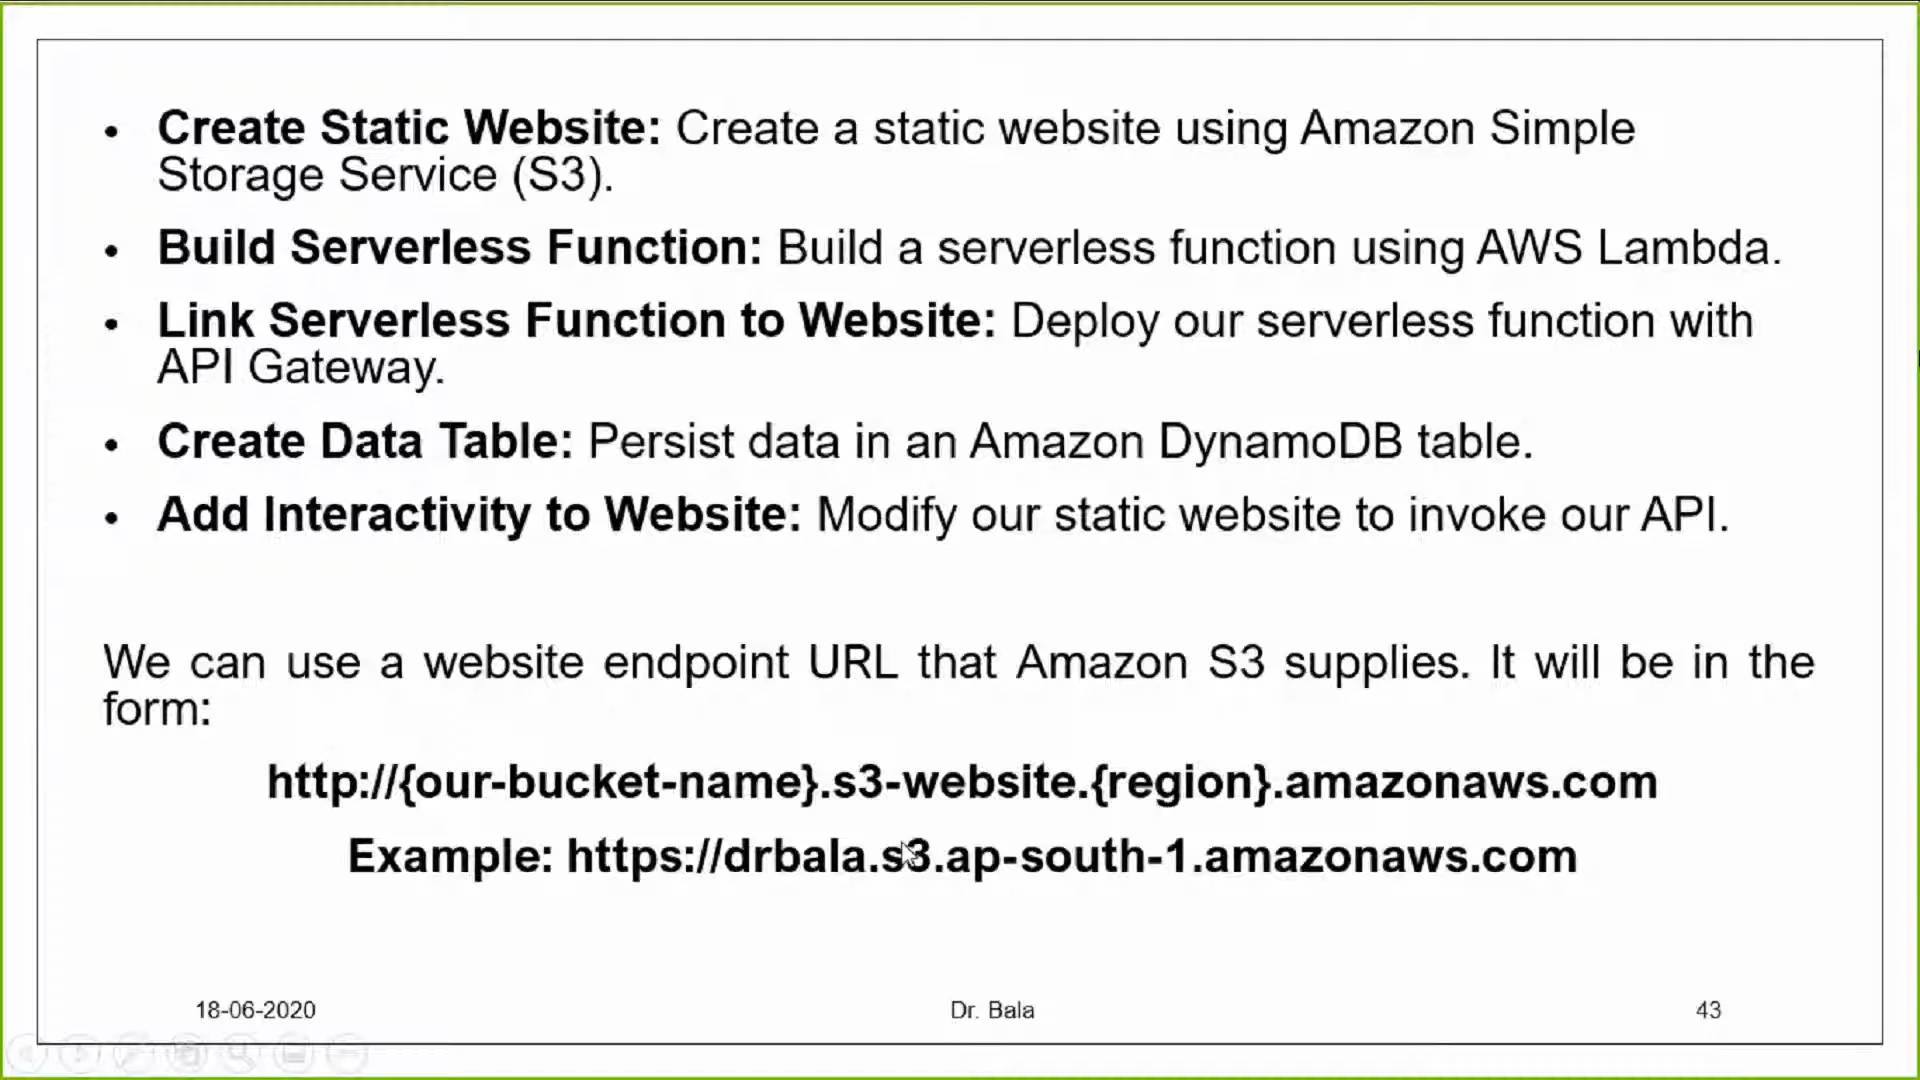 • Create Static Website: Create a static website using Amazon Simple
Storage Service (S3).
• Build Serverless Function: Build a serverless function using AWS Lambda.
• Link Serverless Function to Website: Deploy our serverless function with
API Gateway.
• Create Data Table: Persist data in an Amazon DynamoDB table.
• Add Interactivity to Website: Modify our static website to invoke our API.
We can use a website endpoint URL that Amazon S3 supplies. It will be in the
form:
http://{our-bucket-name}.s3-website.{region}.amazonaws.com
Example: https://drbala.s3.ap-south-1.amazonaws.com
18-06-2020 Dr. Bala 43